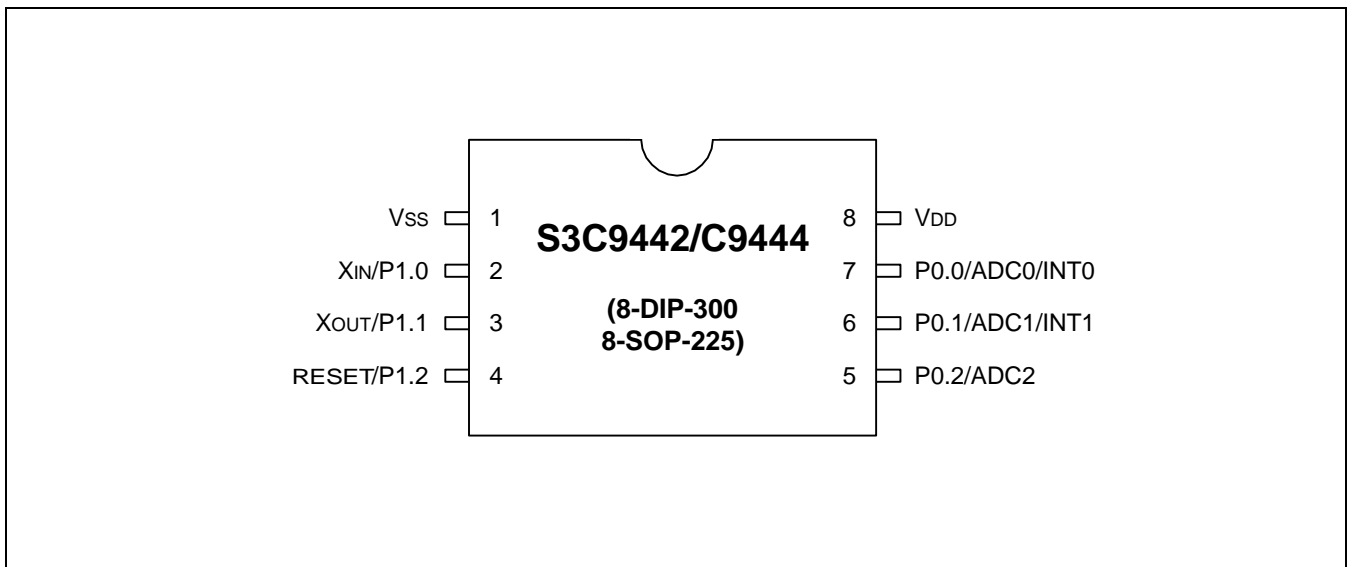 S3C9442/C9444
(8-DIP-300
8-SOP-225)
VSS 1
XIN/P1.0 2
XOUT/P1.1 3
RESET/P1.2 4
8 VDD
7 P0.0/ADC0/INT0
6 P0.1/ADC1/INT1
5 P0.2/ADC2